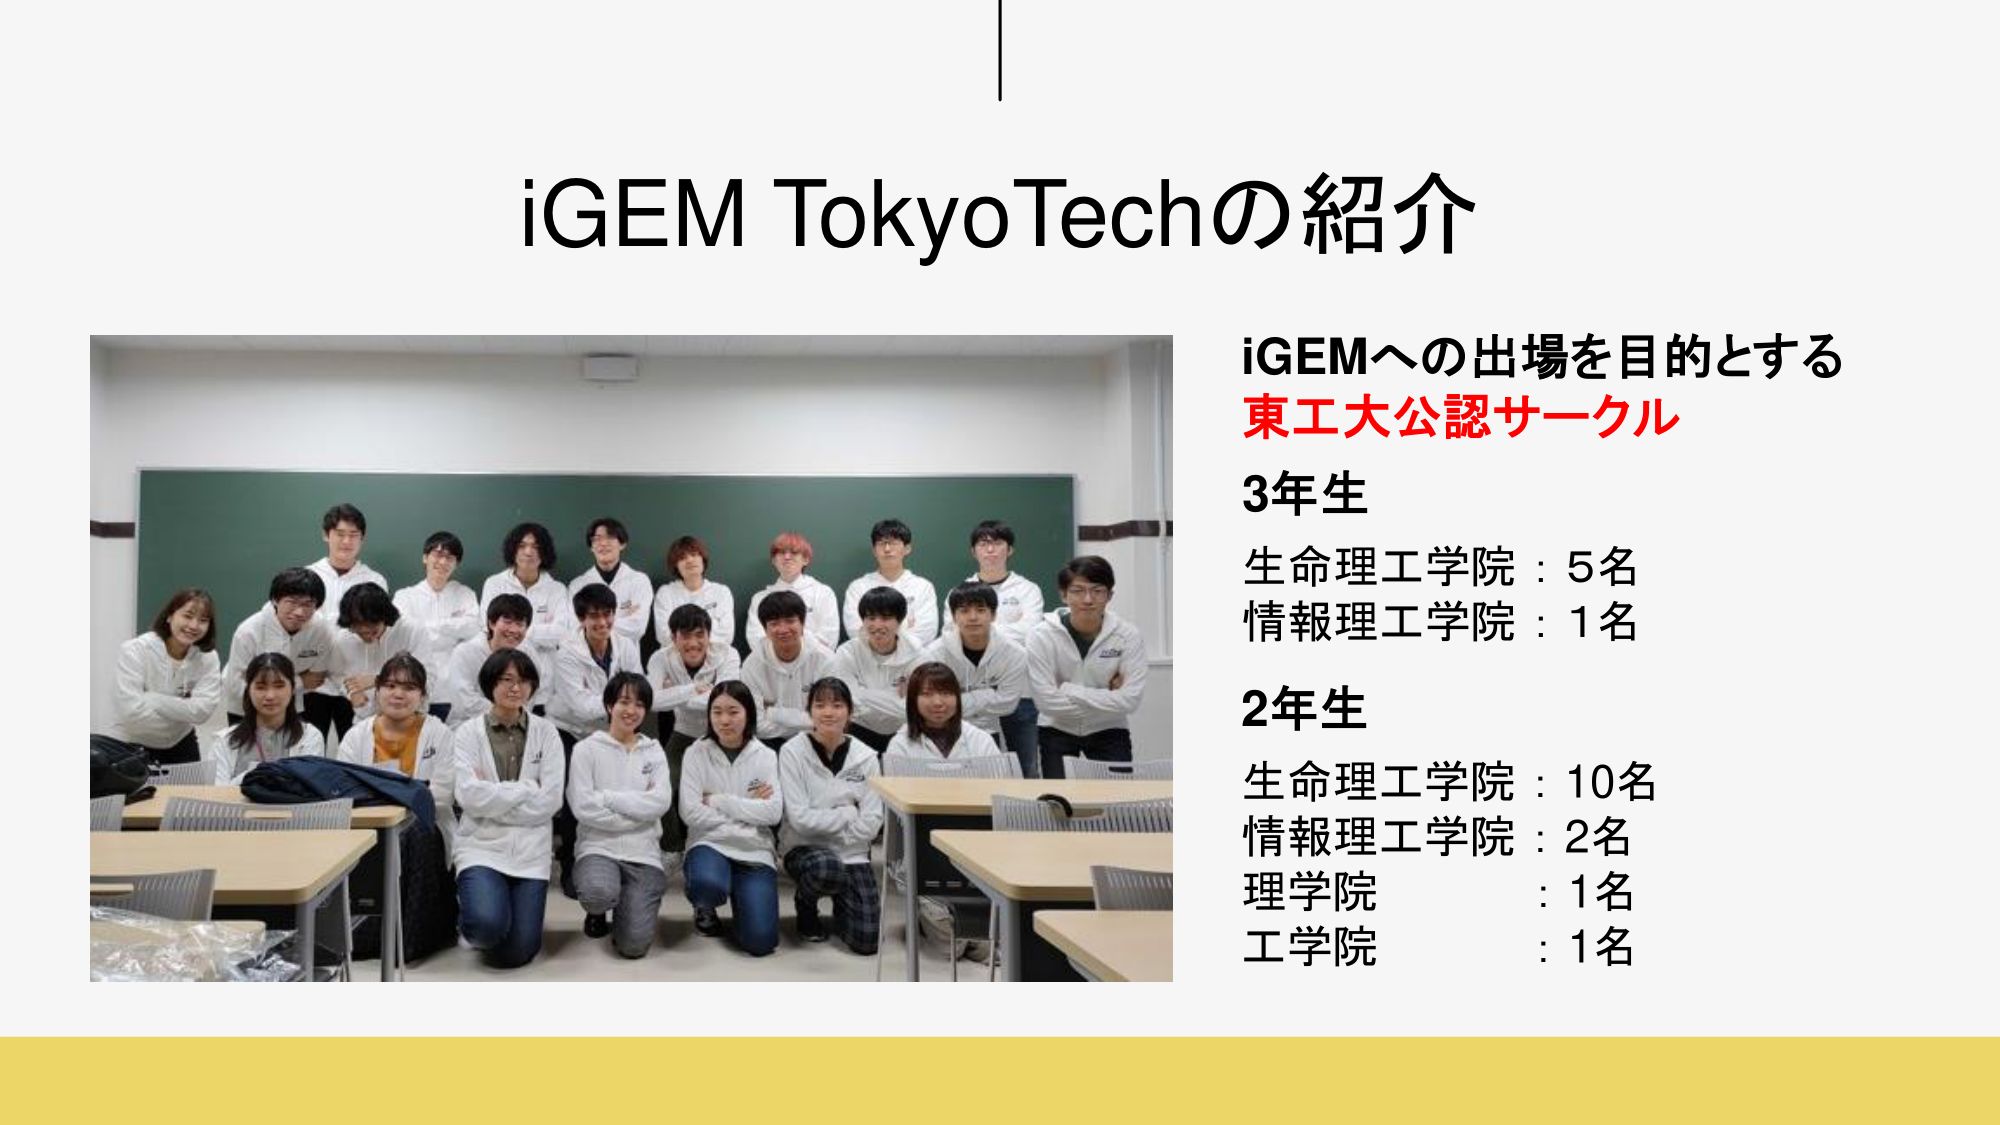 iGEM TokyoTechの紹介
iGEMへの出場を目的とする
東工大公認サークル
3年生
生命理工学院：5名
情報理工学院：1名
2年生
生命理工学院：10名
情報理工学院：2名
理学院　　　：1名
工学院　　　：1名